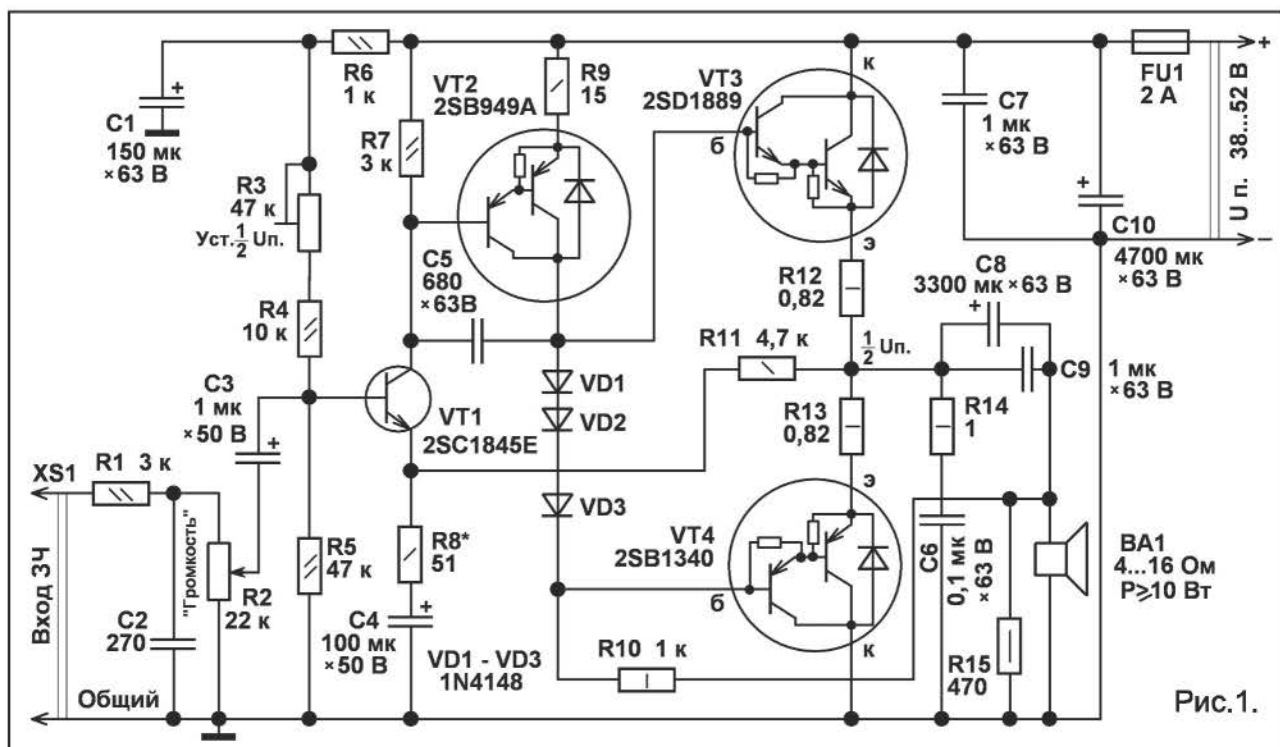 R6
1 к
C1
150 мк
×63 В
+
R3
47 к
Уст.1/2 Uп.
R4
10 к
R7
3 к
VT2
2SB949A
R9
15
C5
680
×63В
VT3
2SD1889
б
к
э
C7
1 мк
×63 В
FU1
2 А
+
U п. 38...52 В
–
+
C10
4700 мк
×63 В
C8
3300 мк ×63 В
+
R12
0,82
R11 4,7 к
1/2 Uп.
C9
1 мк
×63 В
R13
0,82
R14
1
VD1
VD2
VD3
VT1
2SC1845E
C3
1 мк
×50 В
+
XS1
R1 3 к
Вход ЗЧ
"Громкость"
R2
22 к
C2
270
Общий
R5
47 к
R8*
51
+
C4
100 мк
×50 В
VD1 - VD3
1N4148
э
VT4
2SB1340
б
к
R10 1 к
C6
0,1 мк
×63 В
R15
470
BA1
4...16 Ом
P⩾10 Вт
Рис.1.